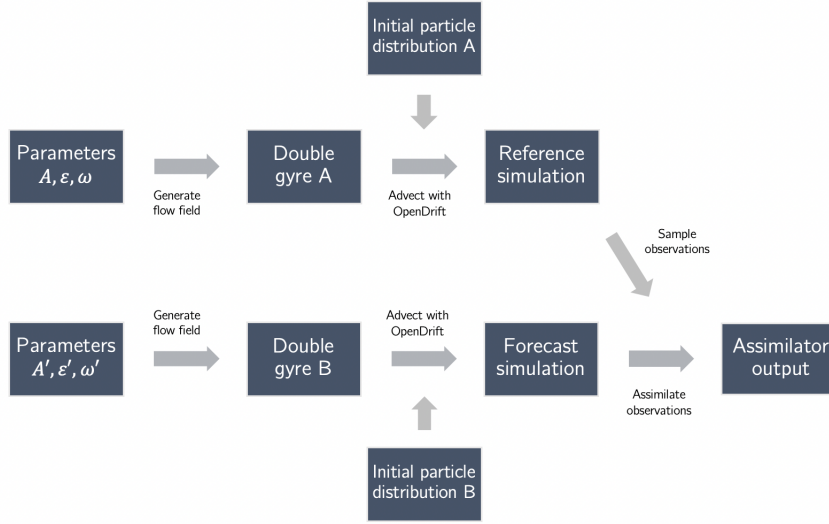 Initial particle
distribution A
Parameters
A, ε, ω
Generate
flow field
Double
gyre A
Advect with
OpenDrift
Reference
simulation
Sample
observations
Parameters
A′, ε′, ω′
Generate
flow field
Double
gyre B
Advect with
OpenDrift
Forecast
simulation
Assimilate
observations
Assimilator
output
Initial particle
distribution B